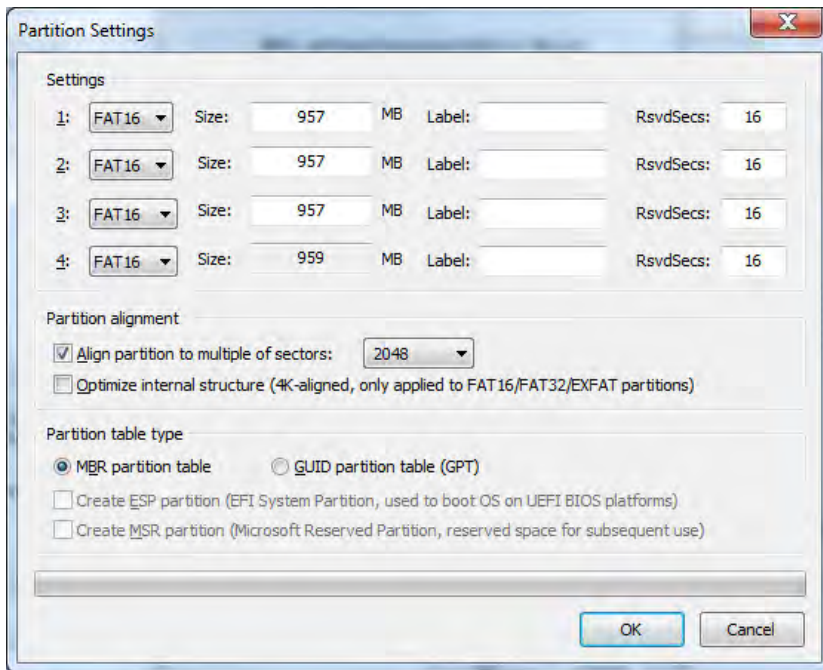 Partition Settings
Settings
1: FAT16 Size: 957 MB Label: RsvdSecs: 16
2: FAT16 Size: 957 MB Label: RsvdSecs: 16
3: FAT16 Size: 957 MB Label: RsvdSecs: 16
4: FAT16 Size: 959 MB Label: RsvdSecs: 16
Partition alignment
Align partition to multiple of sectors: 2048
Optimize internal structure (4K-aligned, only applied to FAT16/FAT32/EXFAT partitions)
Partition table type
MBR partition table GUID partition table (GPT)
Create ESP partition (EFI System Partition, used to boot OS on UEFI BIOS platforms)
Create MSR partition (Microsoft Reserved Partition, reserved space for subsequent use)
OK Cancel